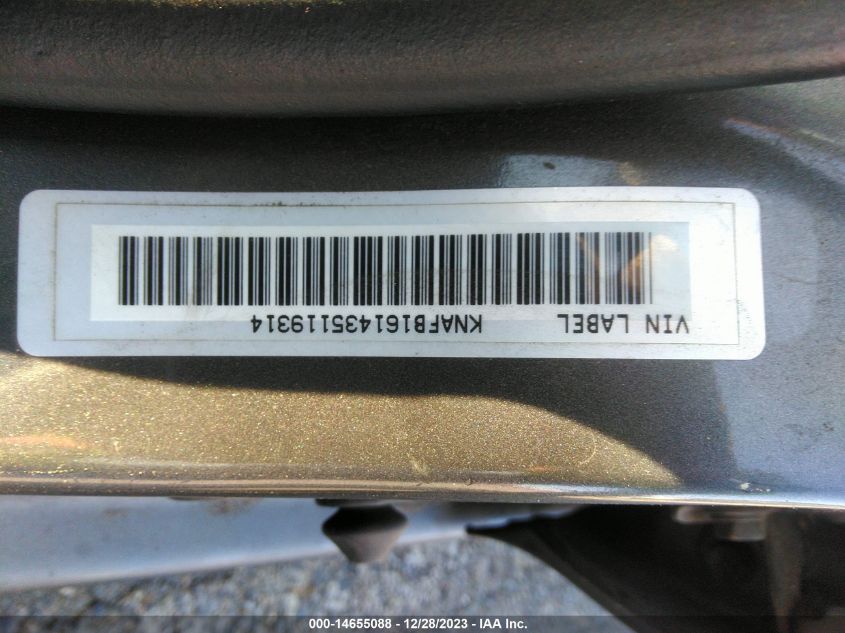 VIN LABEL KNAFB161435119314
000-14655088 - 12/28/2023 - IAA Inc.